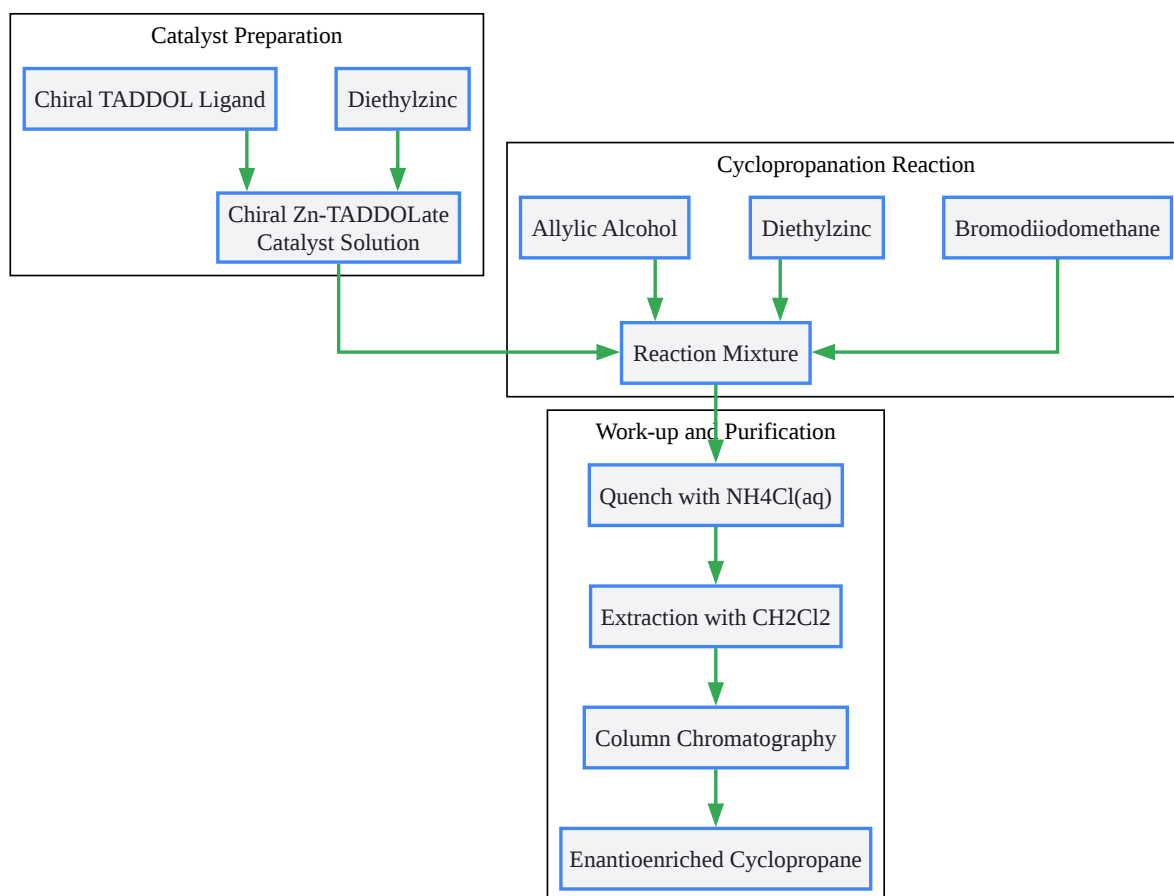 Catalyst Preparation
Chiral TADDOL Ligand
Diethylzinc
Chiral Zn-TADDOLate
Catalyst Solution
Cyclopropanation Reaction
Allylic Alcohol
Diethylzinc
Bromodiiodomethane
Reaction Mixture
Work-up and Purification
Quench with NH4Cl(aq)
Extraction with CH2Cl2
Column Chromatography
Enantioenriched Cyclopropane